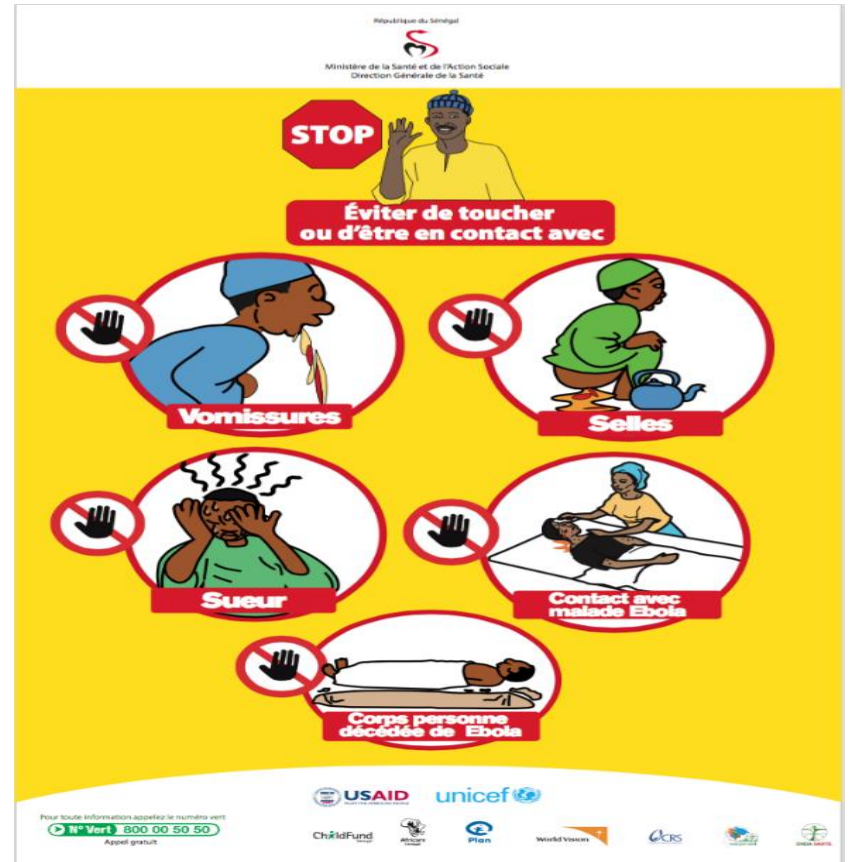 République du Sénégal
Ministère de la Santé et de l'Action Sociale
Direction Générale de la Santé
STOP
Éviter de toucher
ou d'être en contact avec
Vomissures
Selles
Sueur
Contact avec
malade Ebola
Corps personne
décédée de Ebola
USAID
unicef
Pour toute information appelez le numéro vert
N° Vert 800 00 50 50
Appel gratuit
ChildFund
Africare
Plan
World Vision
CRS
ENDA SANTÉ